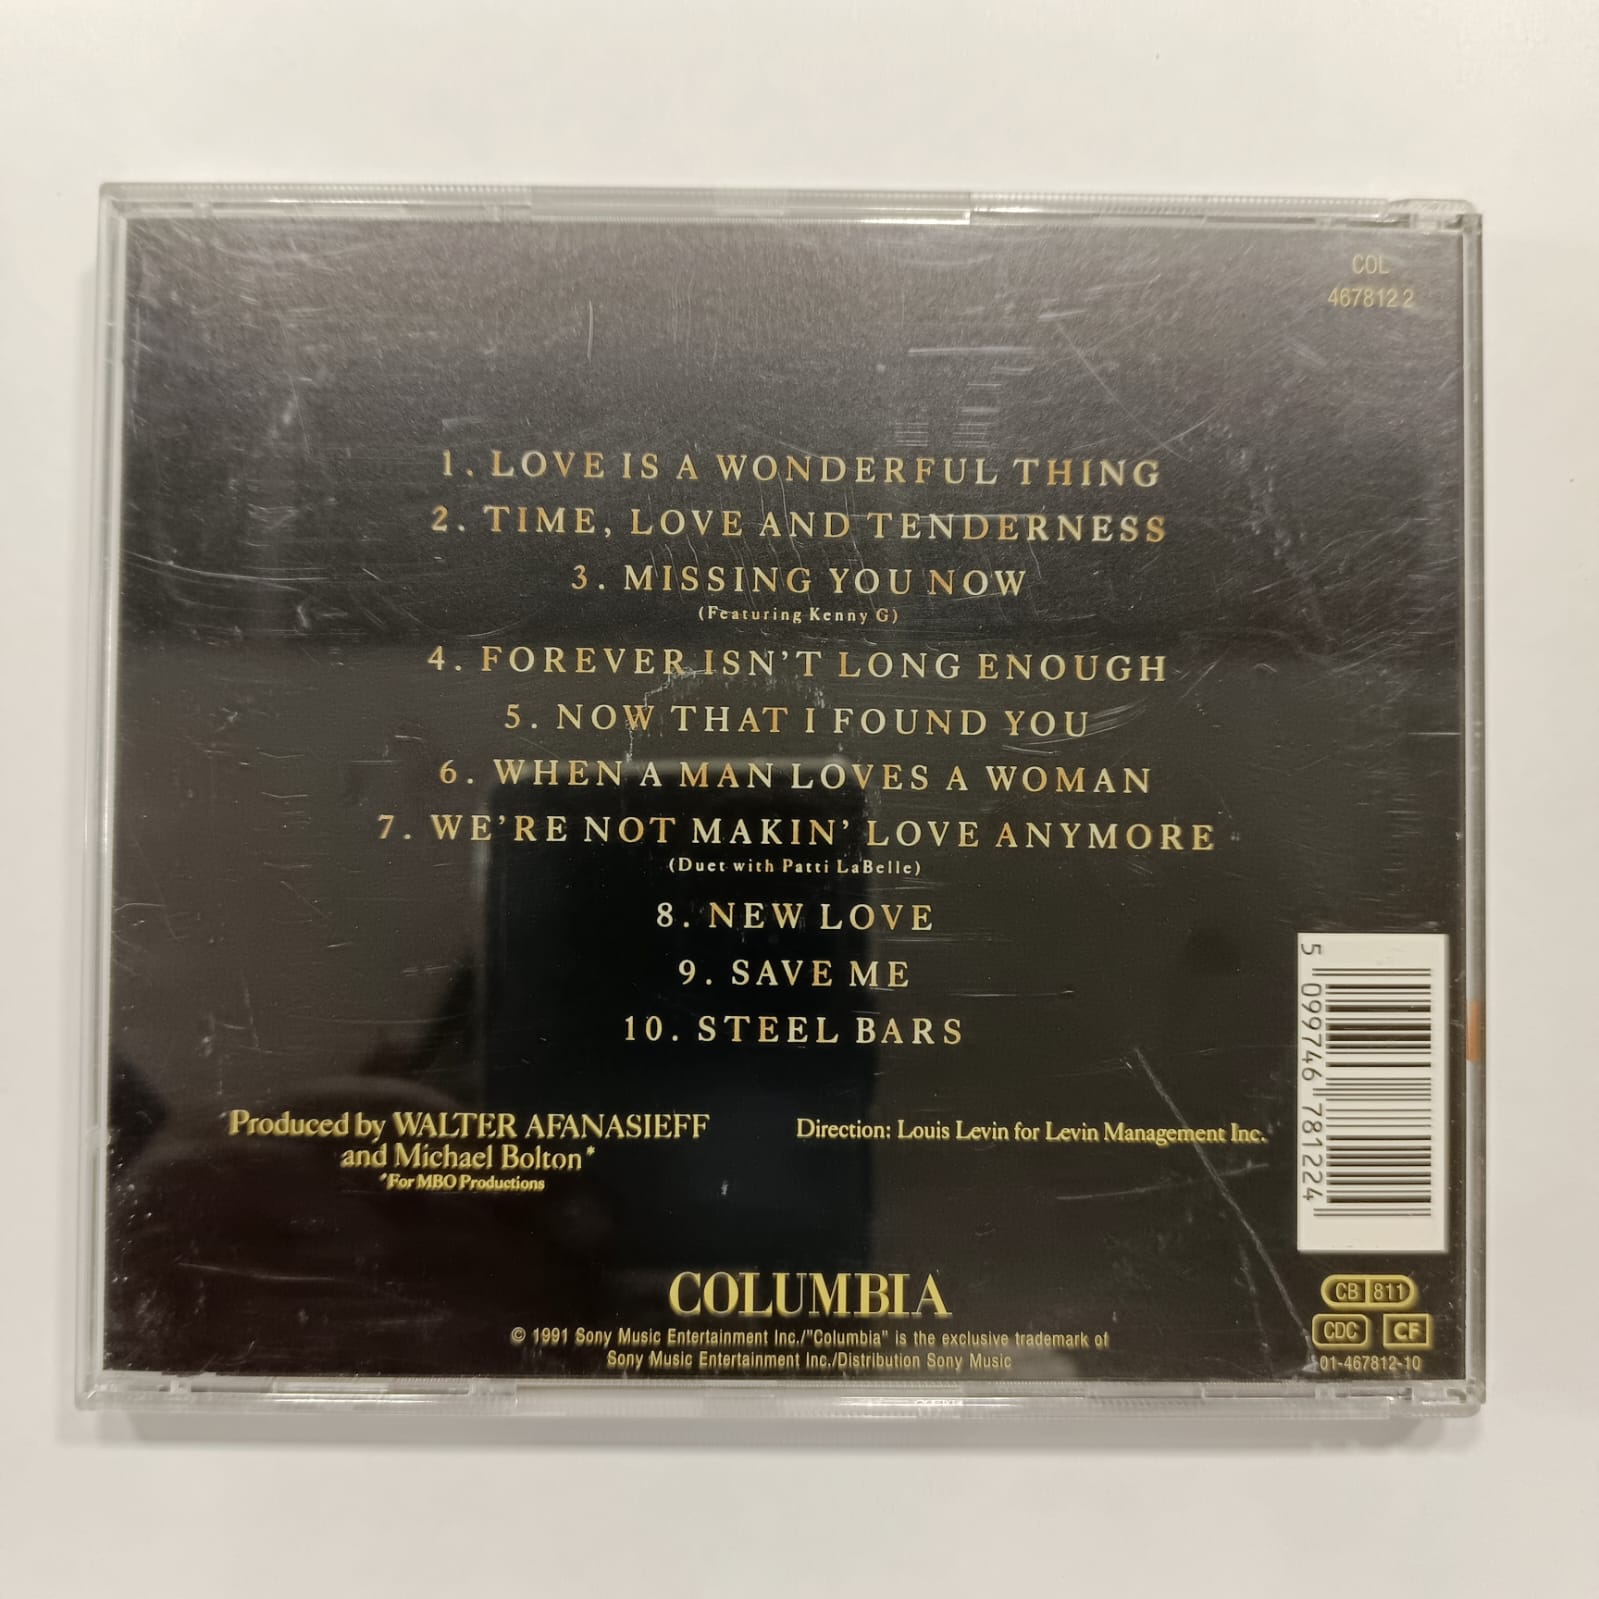 COL
467812 2
1. LOVE IS A WONDERFUL THING
2. TIME, LOVE AND TENDERNESS
3. MISSING YOU NOW
(Featuring Kenny G)
4. FOREVER ISN'T LONG ENOUGH
5. NOW THAT I FOUND YOU
6. WHEN A MAN LOVES A WOMAN
7. WE'RE NOT MAKIN' LOVE ANYMORE
(Duet with Patti LaBelle)
8. NEW LOVE
9. SAVE ME
10. STEEL BARS
Produced by WALTER AFANASIEFF
and Michael Bolton*
*For MBO Productions
Direction: Louis Levin for Levin Management Inc.
5 099746 781224
COLUMBIA
© 1991 Sony Music Entertainment Inc./"Columbia" is the exclusive trademark of
Sony Music Entertainment Inc./Distribution Sony Music
CB 811
CDC CF
01-467812-10